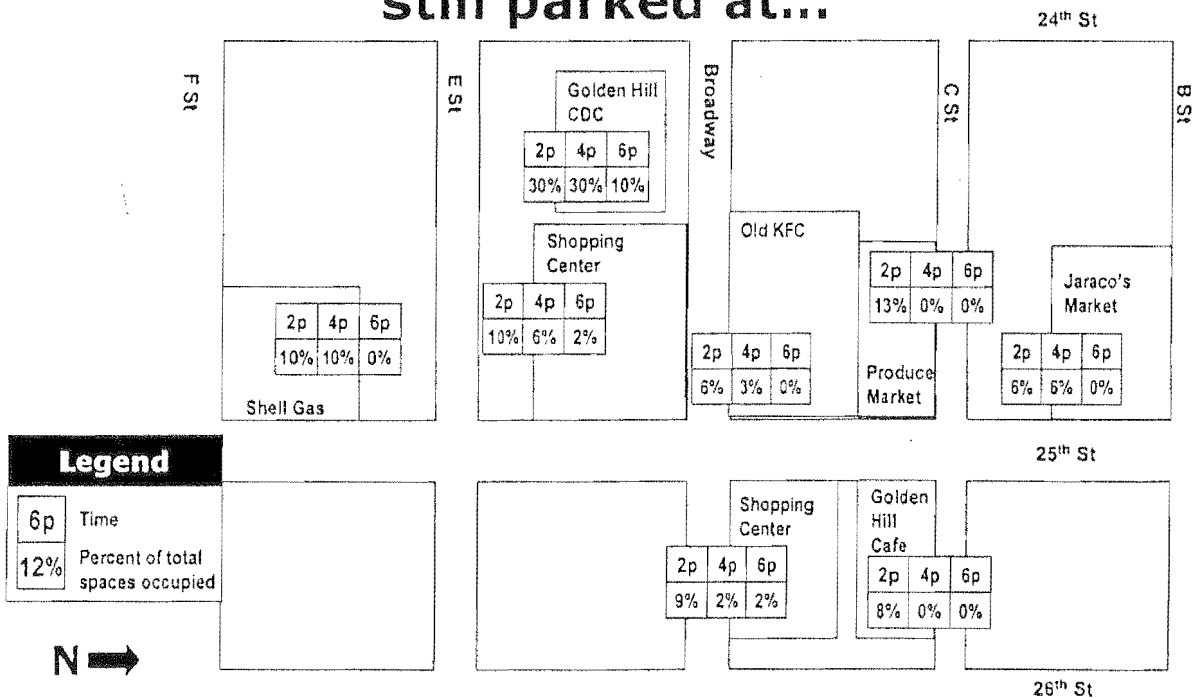 still parked at...
24th St
F St
E St
Broadway
C St
B St
Golden Hill
CDC
2p 4p 6p
30% 30% 10%
Shopping
Center
2p 4p 6p
10% 6% 2%
Old KFC
2p 4p 6p
6% 3% 0%
2p 4p 6p
13% 0% 0%
Produce
Market
Jaraco's
Market
2p 4p 6p
6% 6% 0%
2p 4p 6p
10% 10% 0%
Shell Gas
25th St
Legend
6p Time
12% Percent of total
spaces occupied
Shopping
Center
2p 4p 6p
9% 2% 2%
Golden
Hill
Cafe
2p 4p 6p
8% 0% 0%
N
26th St